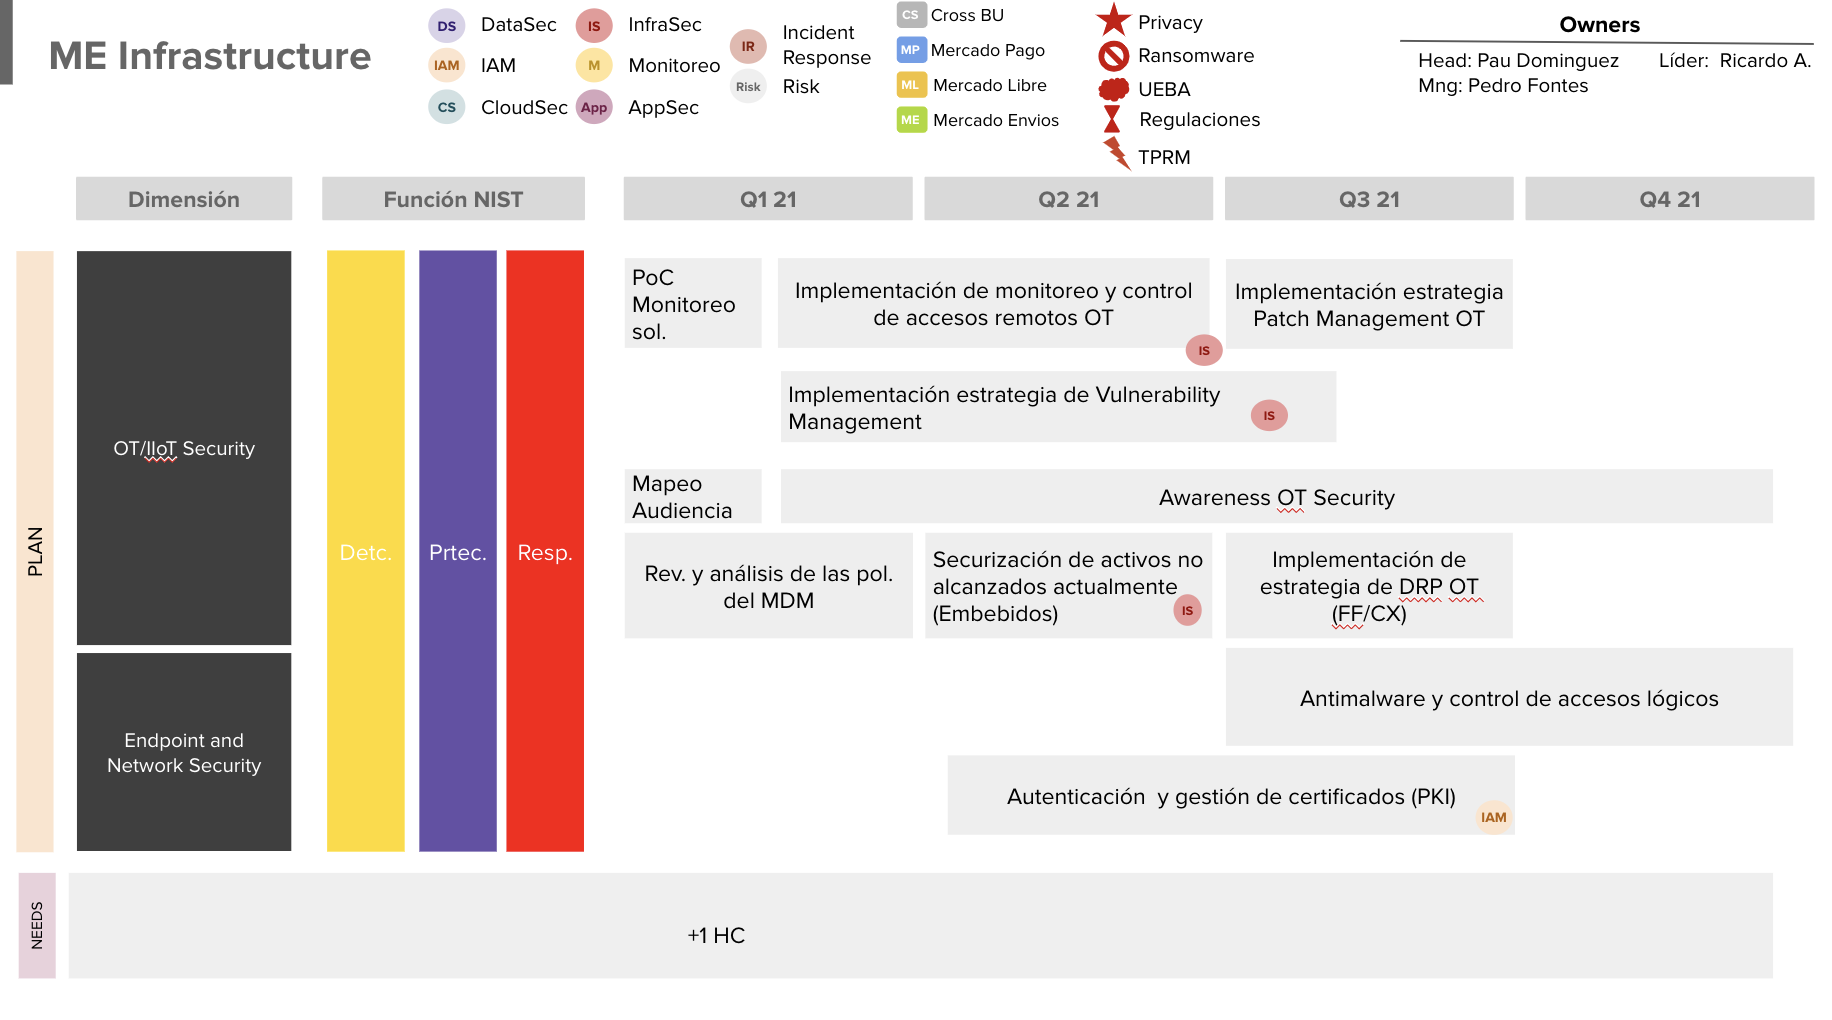 ME Infrastructure
DS DataSec
IAM IAM
CS CloudSec
IS InfraSec
M Monitoreo
App AppSec
IR Incident
Response
Risk Risk
CS Cross BU
MP Mercado Pago
ML Mercado Libre
ME Mercado Envios
Privacy
Ransomware
UEBA
Regulaciones
TPRM
Owners
Head: Pau Dominguez Líder: Ricardo A.
Mng: Pedro Fontes
Dimensión Función NIST Q1 21 Q2 21 Q3 21 Q4 21
PLAN
OT/IIoT Security
Endpoint and
Network Security
Detc. Prtec. Resp.
PoC
Monitoreo
sol.
Implementación de monitoreo y control
de accesos remotos OT
IS
Implementación estrategia
Patch Management OT
Implementación estrategia de Vulnerability
Management
IS
Mapeo
Audiencia
Awareness OT Security
Rev. y análisis de las pol.
del MDM
Securización de activos no
alcanzados actualmente
(Embebidos)
IS
Implementación de
estrategia de DRP OT
(FF/CX)
Antimalware y control de accesos lógicos
Autenticación y gestión de certificados (PKI)
IAM
NEEDS
+1 HC